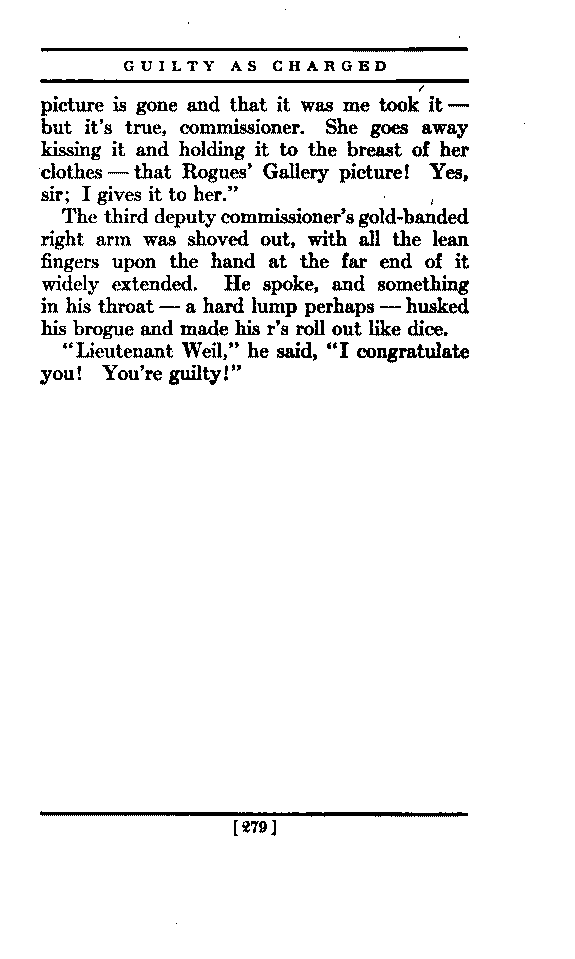 GUILTY AS CHARGED
picture is gone and that it was me took it —
but it's true, commissioner. She goes away
kissing it and holding it to the breast of her
clothes — that Rogues' Gallery picture! Yes,
sir; I gives it to her."
The third deputy commissioner's gold-banded
right arm was shoved out, with all the lean
fingers upon the hand at the far end of it
widely extended. He spoke, and something
in his throat — a hard lump perhaps — husked
his brogue and made his r's roll out like dice.
"Lieutenant Weil," he said, "I congratulate
you! You're guilty!"
[279]